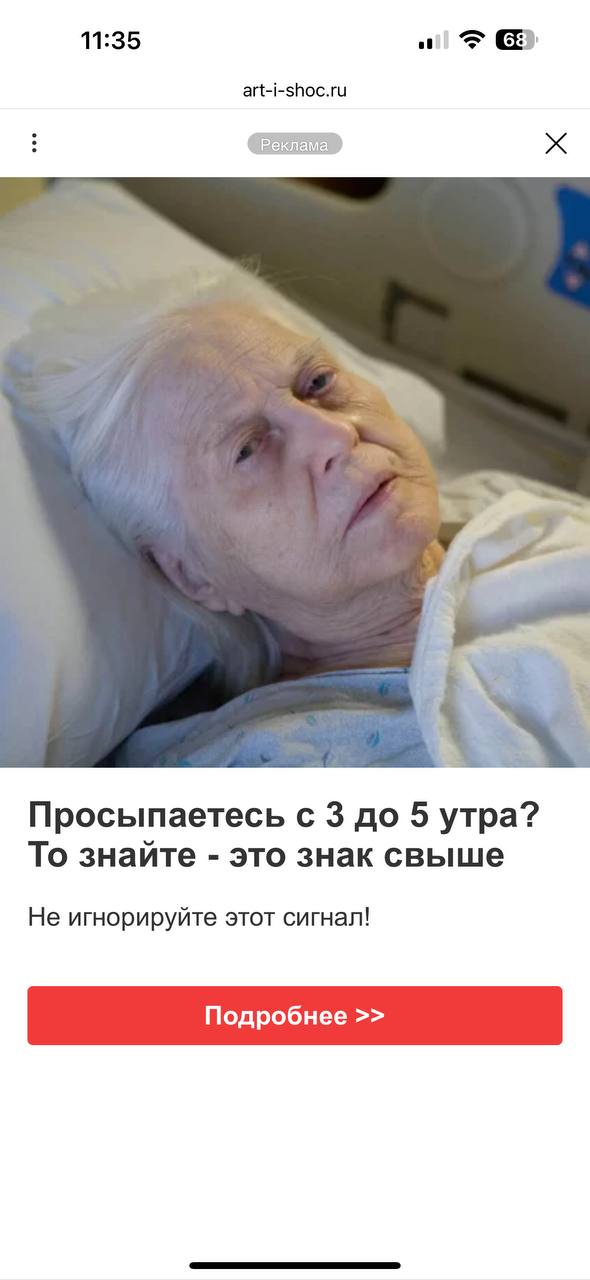 11:35
68
art-i-shoc.ru
Реклама
Просыпаетесь с 3 до 5 утра?
То знайте - это знак свыше
Не игнорируйте этот сигнал!
Подробнее >>